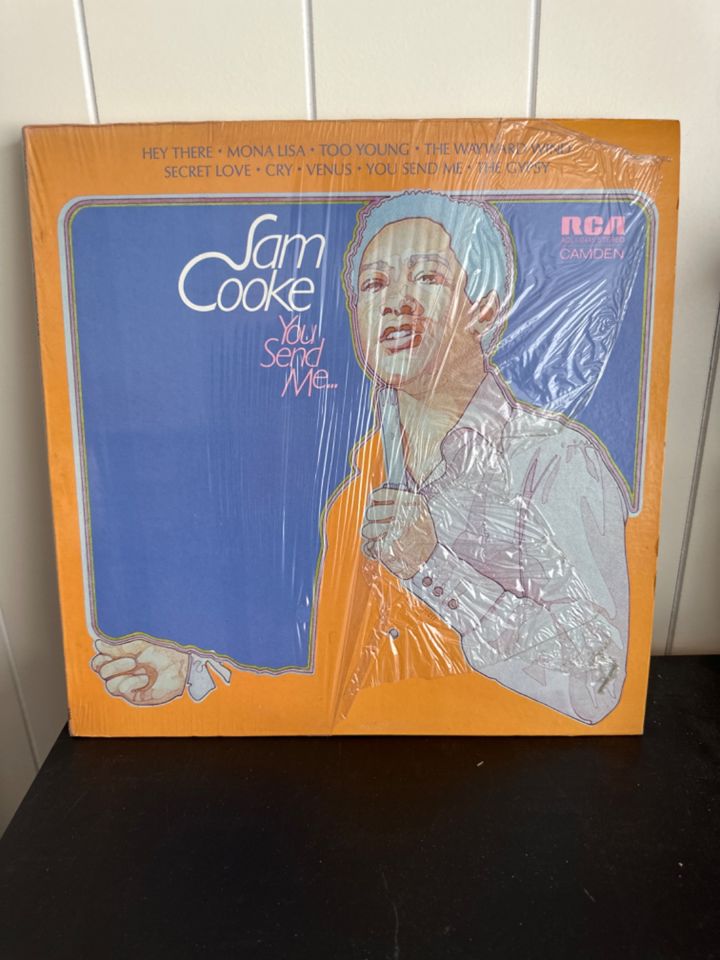 HEY THERE • MONA LISA • TOO YOUNG • THE WAYWARD WIND
SECRET LOVE • CRY • VENUS • YOU SEND ME • THE GYPSY
Sam
Cooke
You
Send
Me...
RCA
STEREO
CAMDEN